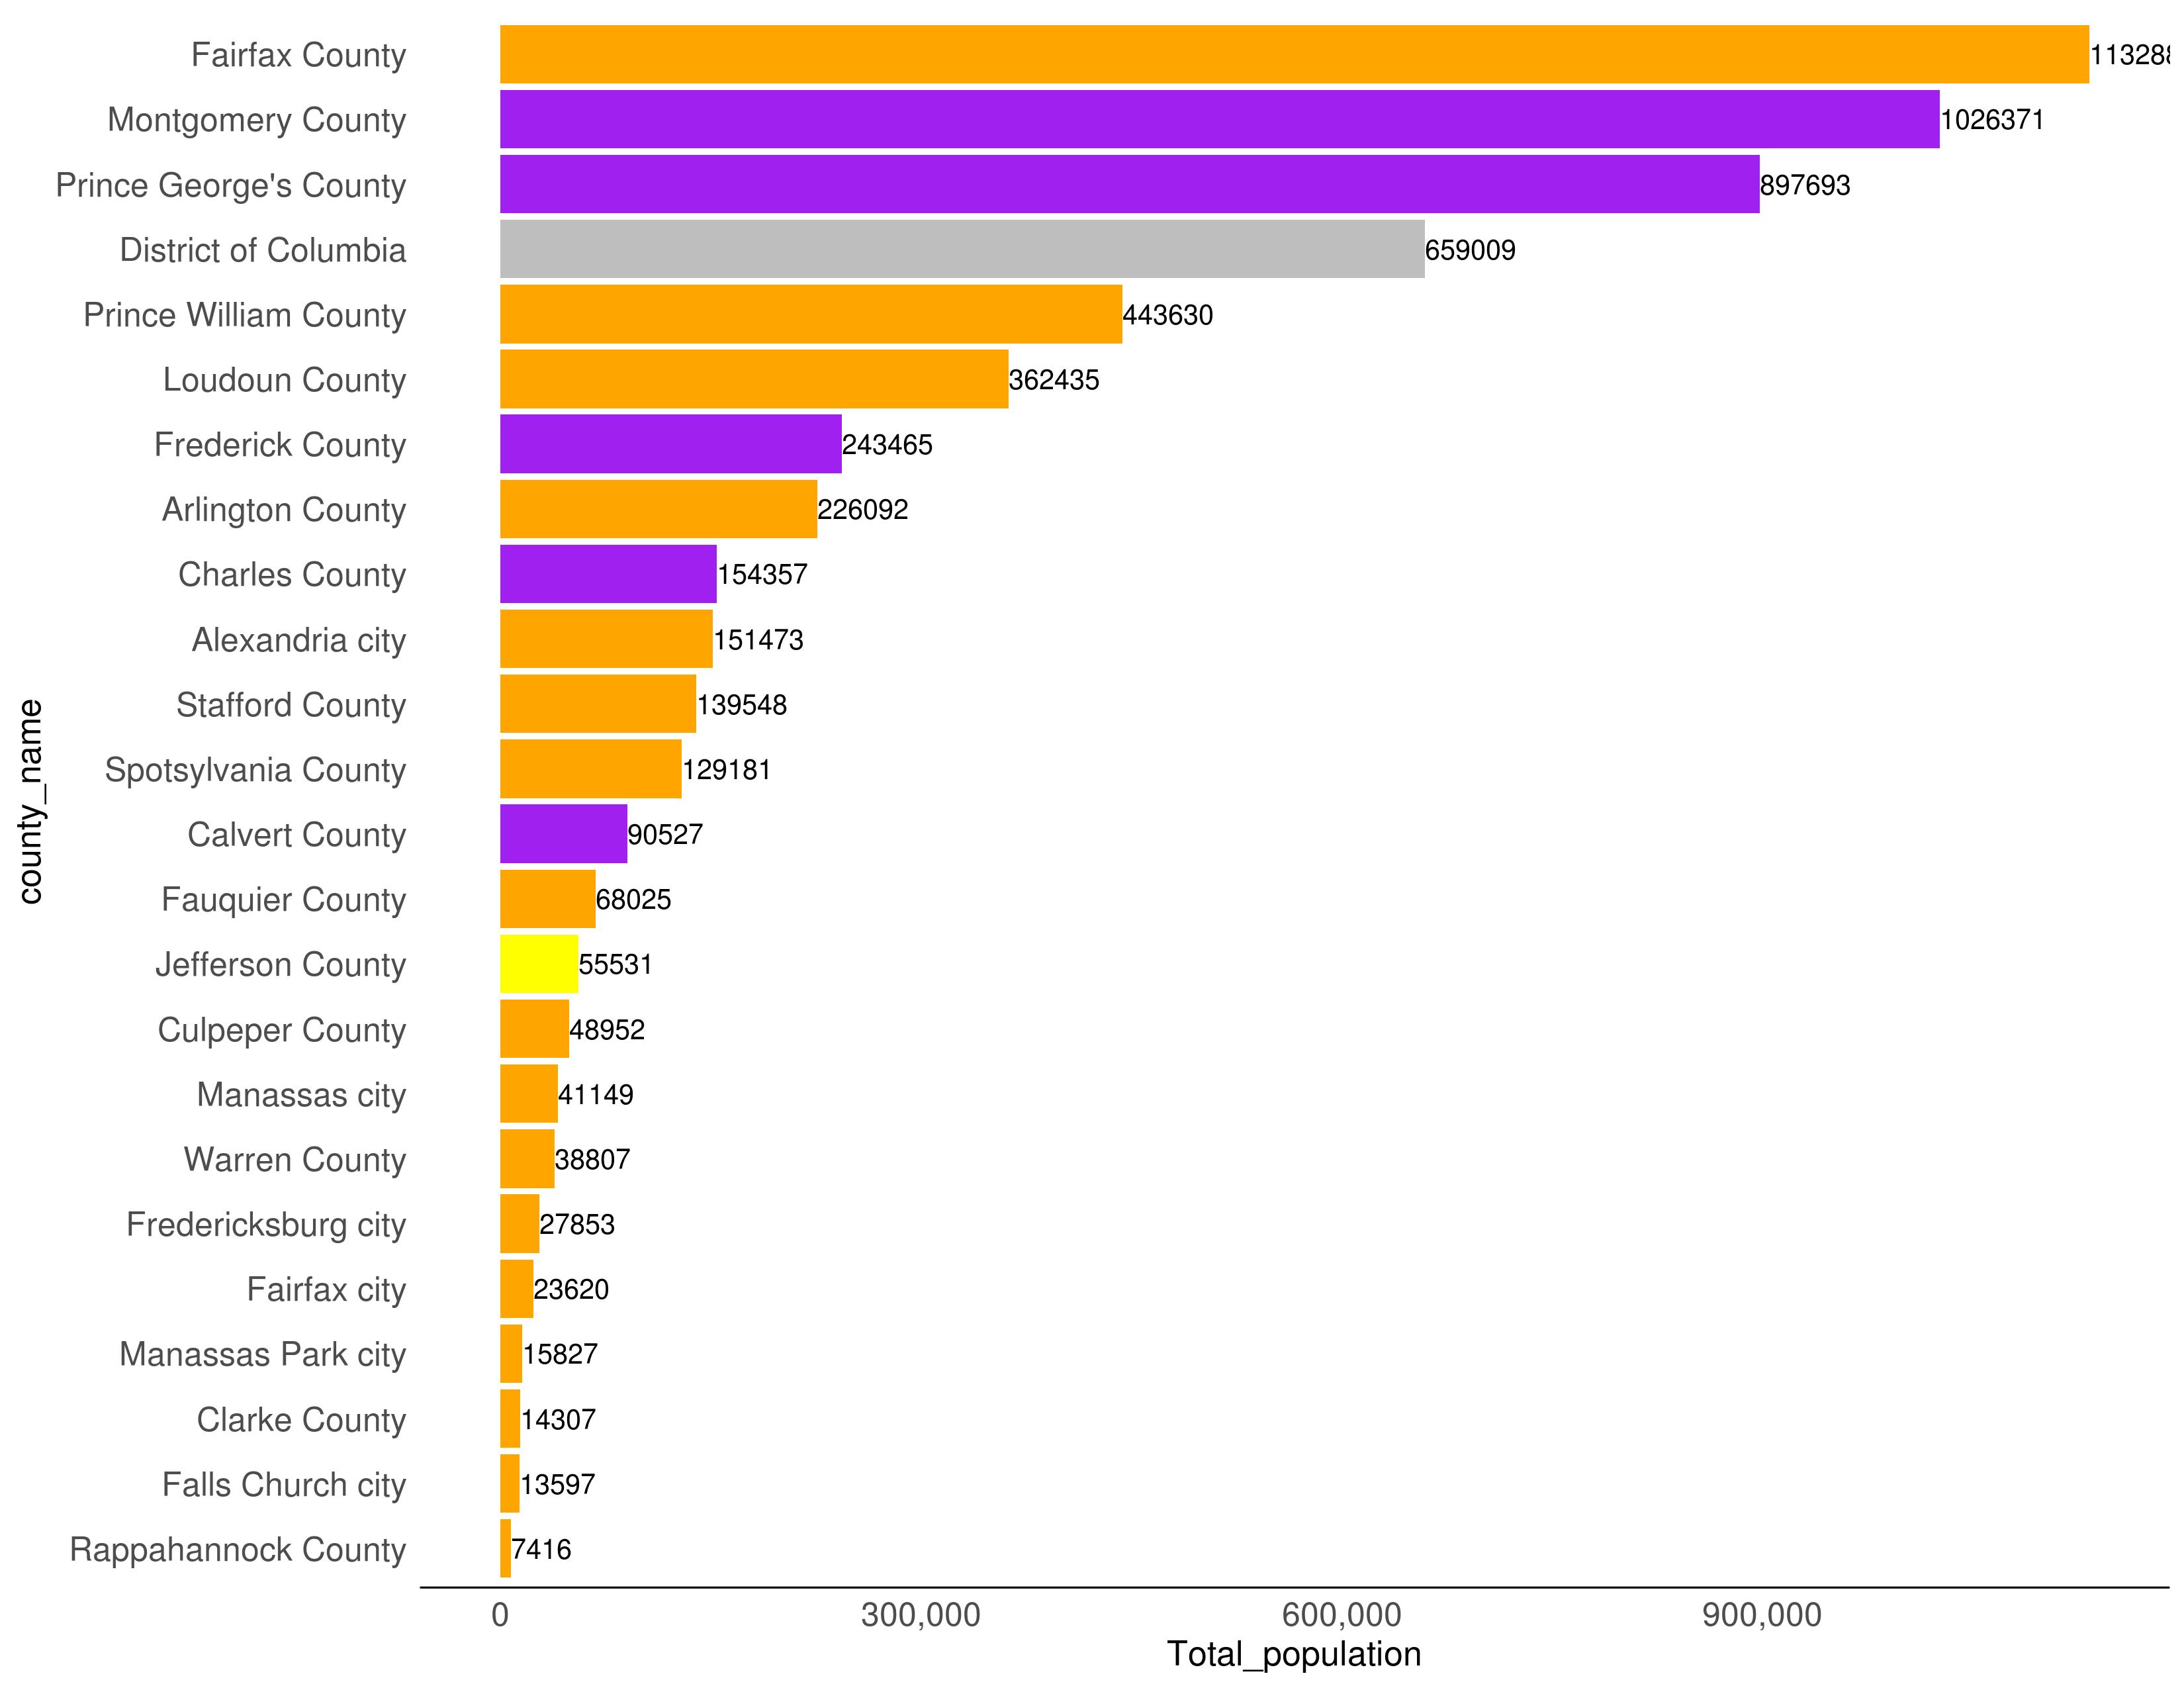 Fairfax County 113288
Montgomery County 1026371
Prince George's County 897693
District of Columbia 659009
Prince William County 443630
Loudoun County 362435
Frederick County 243465
Arlington County 226092
Charles County 154357
Alexandria city 151473
Stafford County 139548
Spotsylvania County 129181
Calvert County 90527
Fauquier County 68025
Jefferson County 55531
Culpeper County 48952
Manassas city 41149
Warren County 38807
Fredericksburg city 27853
Fairfax city 23620
Manassas Park city 15827
Clarke County 14307
Falls Church city 13597
Rappahannock County 7416
county_name
0 300,000 600,000 900,000
Total_population